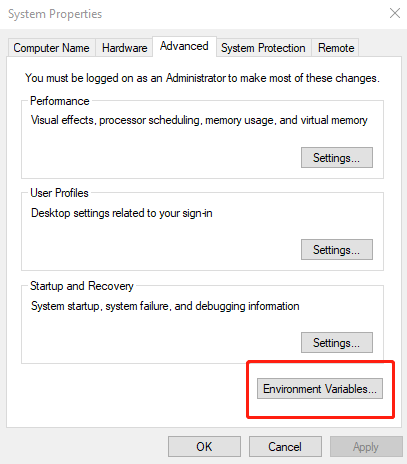 System Properties
Computer Name Hardware Advanced System Protection Remote
You must be logged on as an Administrator to make most of these changes.
Performance
Visual effects, processor scheduling, memory usage, and virtual memory
Settings...
User Profiles
Desktop settings related to your sign-in
Settings...
Startup and Recovery
System startup, system failure, and debugging information
Settings...
Environment Variables...
OK Cancel Apply